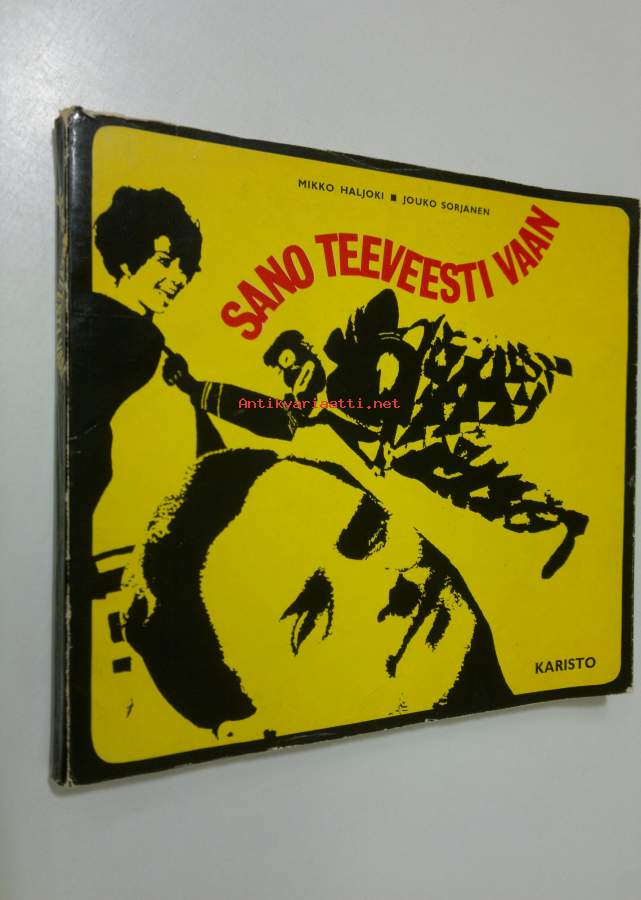 MIKKO HALJOKI ■ JOUKO SORJANEN
SANO TEEVEESTI VAAN
Antikvariaatti.net
KARISTO